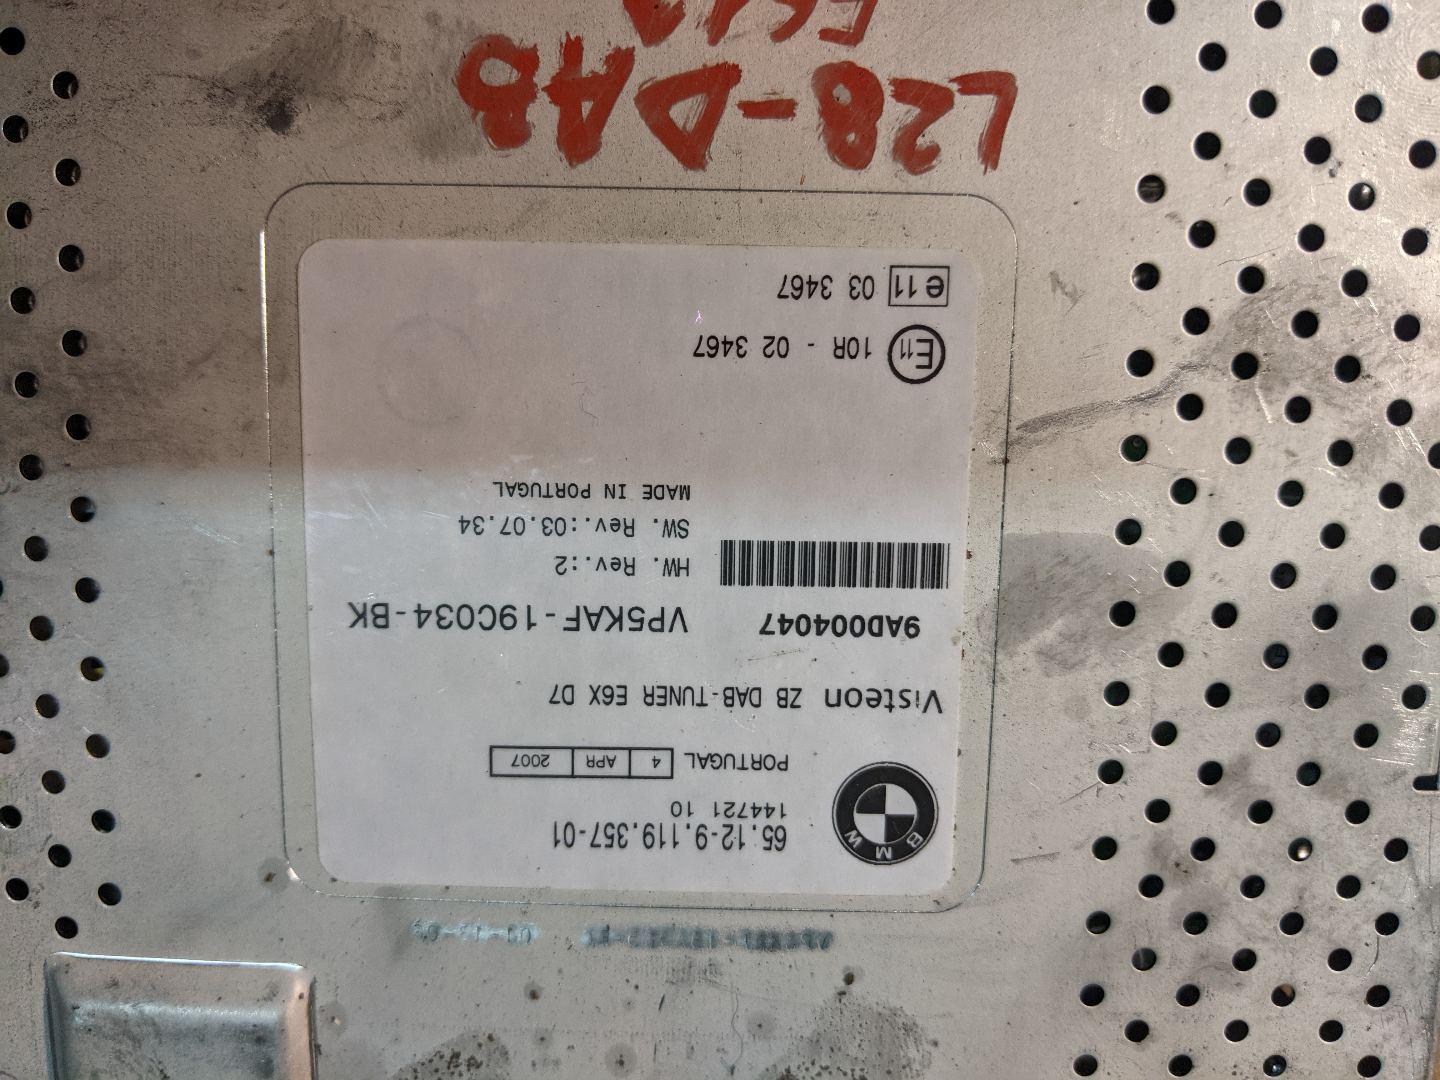 BMW
65.12-9.119.357-01
144721 10
PORTUGAL 4 APR 2007
Visteon ZB DAB-TUNER E6X D7
9AD004047 VP5KAF-19C034-BK
HW. Rev.:2
SW. Rev.:03.07.34
MADE IN PORTUGAL
E11 10R - 02 3467
e11 03 3467
L28-DAB